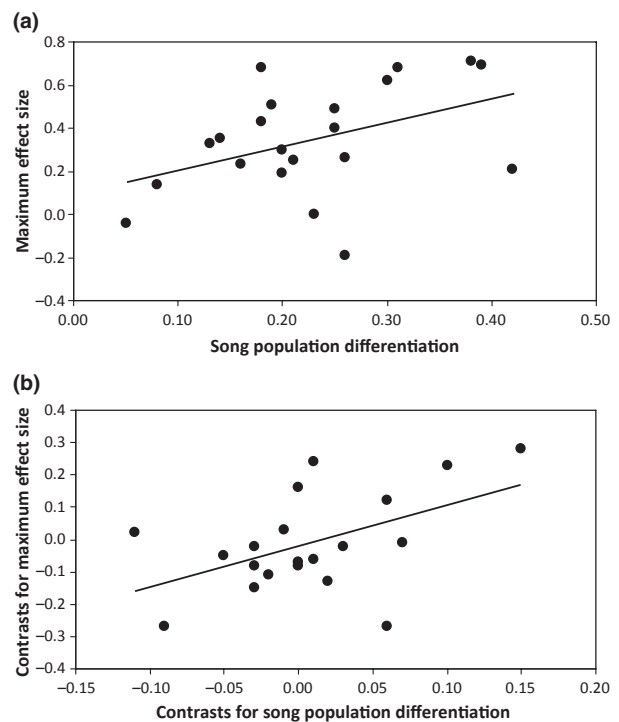 (a)
Maximum effect size
0.8
0.6
0.4
0.2
0.0
−0.2
−0.4
0.00 0.10 0.20 0.30 0.40 0.50
Song population differentiation
(b)
Contrasts for maximum effect size
0.4
0.3
0.2
0.1
0.0
−0.1
−0.2
−0.3
−0.4
−0.15 −0.10 −0.05 0.00 0.05 0.10 0.15 0.20
Contrasts for song population differentiation